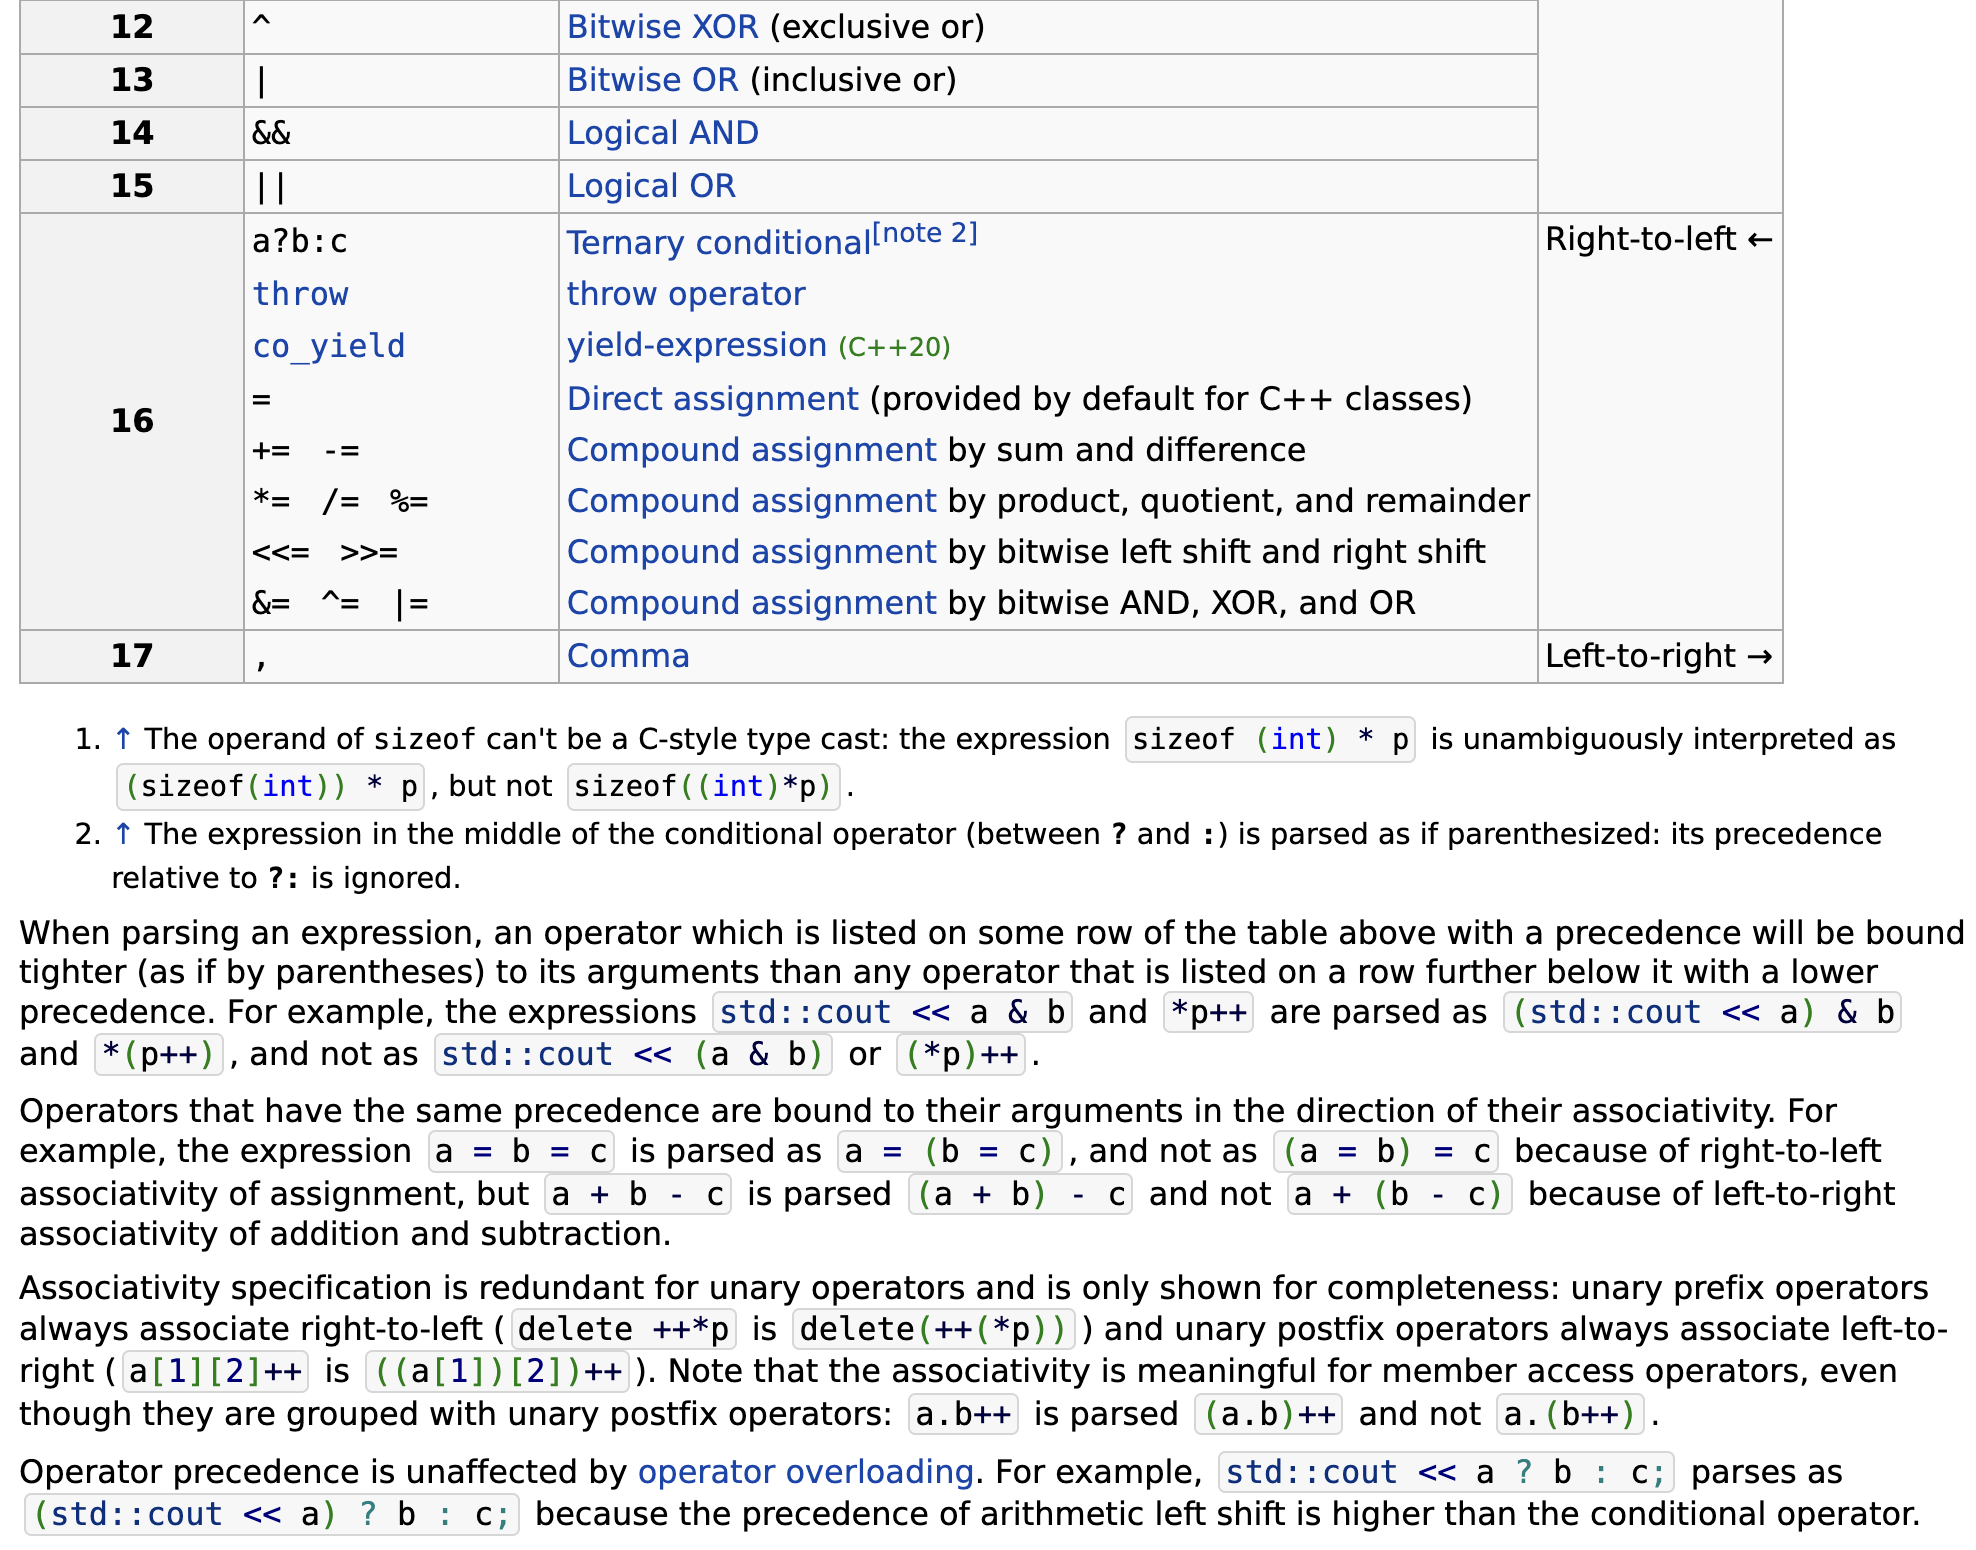 12 ^ Bitwise XOR (exclusive or)
13 | Bitwise OR (inclusive or)
14 && Logical AND
15 || Logical OR
a?b:c Ternary conditional[note 2] Right-to-left ←
throw throw operator
co_yield yield-expression (C++20)
= Direct assignment (provided by default for C++ classes)
16
+= -= Compound assignment by sum and difference
*= /= %= Compound assignment by product, quotient, and remainder
<<= >>= Compound assignment by bitwise left shift and right shift
&= ^= |= Compound assignment by bitwise AND, XOR, and OR
17 , Comma Left-to-right →
1. ↑ The operand of sizeof can't be a C-style type cast: the expression sizeof (int) * p is unambiguously interpreted as
(sizeof(int)) * p, but not sizeof((int)*p).
2. ↑ The expression in the middle of the conditional operator (between ? and :) is parsed as if parenthesized: its precedence
relative to ?: is ignored.
When parsing an expression, an operator which is listed on some row of the table above with a precedence will be bound
tighter (as if by parentheses) to its arguments than any operator that is listed on a row further below it with a lower
precedence. For example, the expressions std::cout << a & b and *p++ are parsed as (std::cout << a) & b
and *(p++), and not as std::cout << (a & b) or (*p)++.
Operators that have the same precedence are bound to their arguments in the direction of their associativity. For
example, the expression a = b = c is parsed as a = (b = c), and not as (a = b) = c because of right-to-left
associativity of assignment, but a + b - c is parsed (a + b) - c and not a + (b - c) because of left-to-right
associativity of addition and subtraction.
Associativity specification is redundant for unary operators and is only shown for completeness: unary prefix operators
always associate right-to-left (delete ++*p is delete(++(*p))) and unary postfix operators always associate left-to-
right (a[1][2]++ is ((a[1])[2])++). Note that the associativity is meaningful for member access operators, even
though they are grouped with unary postfix operators: a.b++ is parsed (a.b)++ and not a.(b++).
Operator precedence is unaffected by operator overloading. For example, std::cout << a ? b : c; parses as
(std::cout << a) ? b : c; because the precedence of arithmetic left shift is higher than the conditional operator.